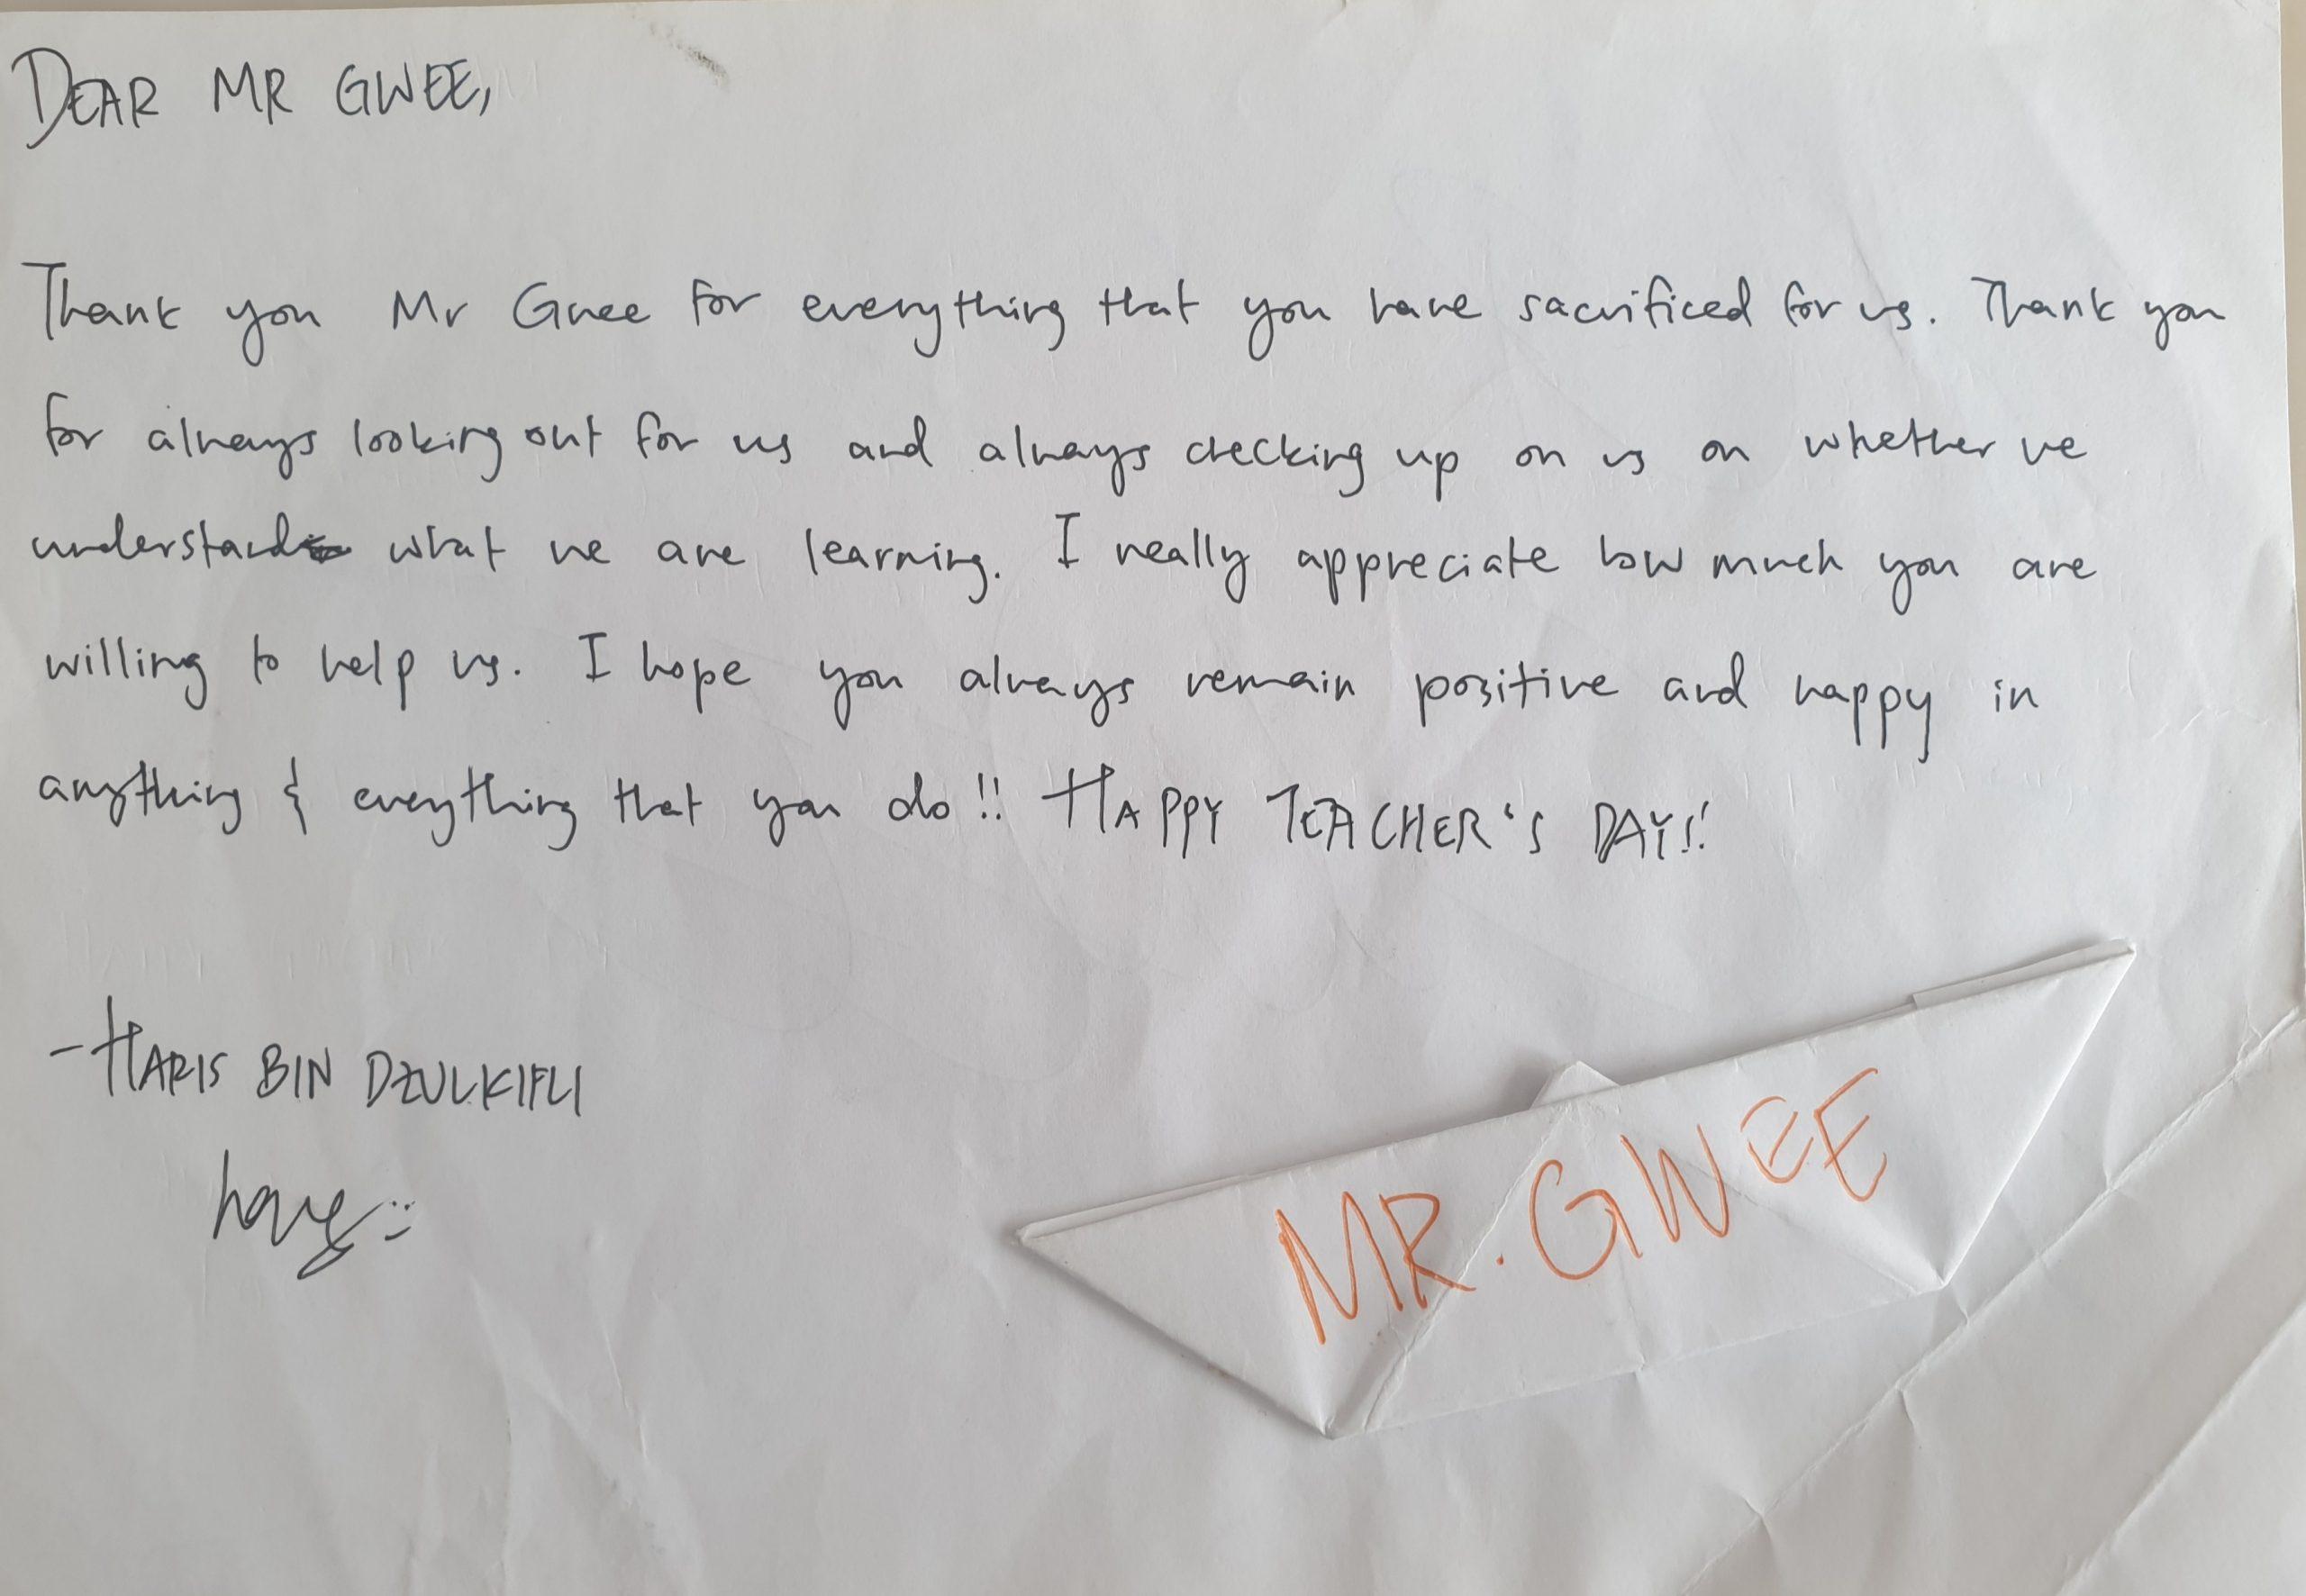 DEAR MR GWEE,
Thank you Mr Gwee for everything that you have sacrificed for us. Thank you
for always looking out for us and always checking up on us on whether we
understand what we are learning. I really appreciate how much you are
willing to help us. I hope you always remain positive and happy in
anything & everything that you do!! HAPPY TEACHER'S DAY!!
- HARIS BIN DZULKIFLI
MR. GWEE